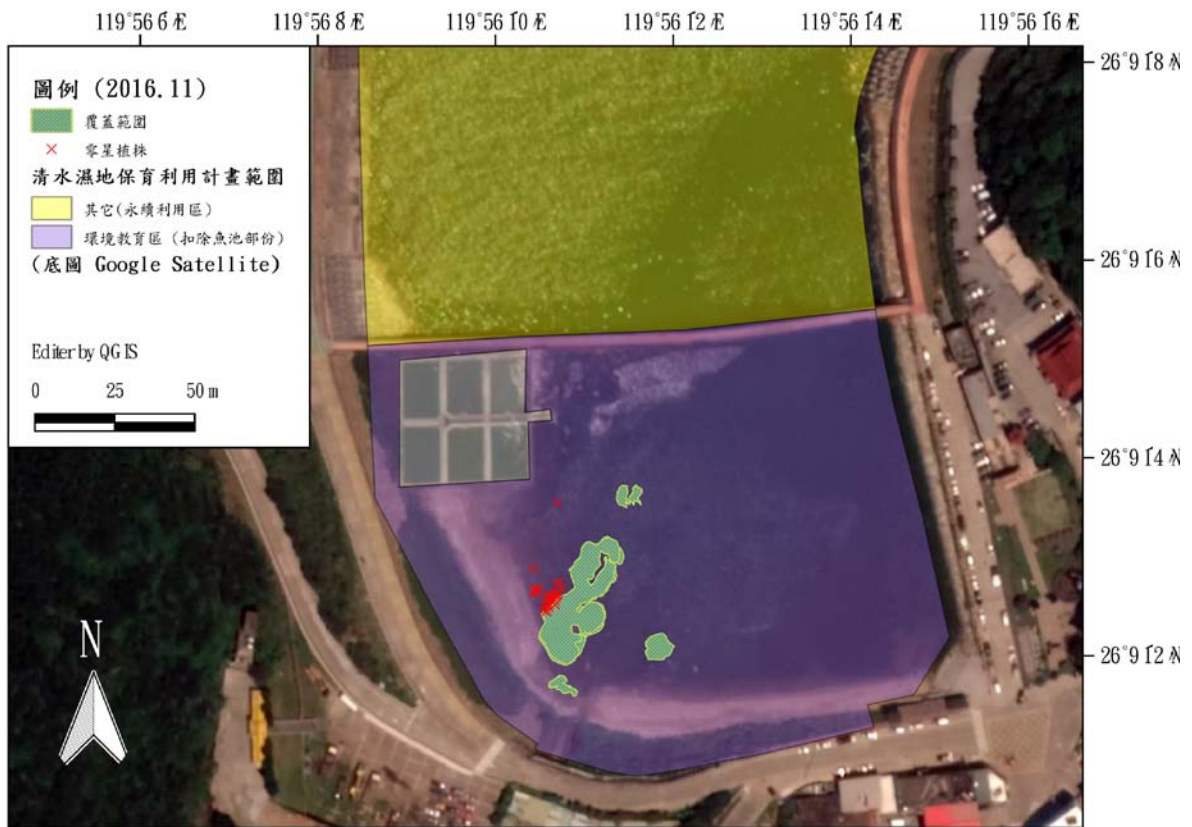 119°56′6″E 119°56′8″E 119°56′10″E 119°56′12″E 119°56′14″E 119°56′16″E
圖例 (2016.11)
覆蓋範圍
零星植株
清水濕地保育利用計畫範圍
其它(永續利用區)
環境教育區 (扣除魚池部份)
(底圖 Google Satellite)
Editer by QGIS
0 25 50 m
N
26°9′18″N
26°9′16″N
26°9′14″N
26°9′12″N